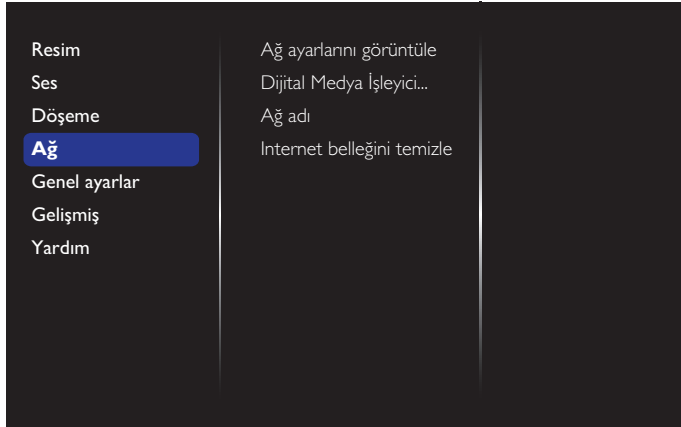 Resim
Ses
Döşeme
Ağ
Genel ayarlar
Gelişmiş
Yardım
Ağ ayarlarını görüntüle
Dijital Medya İşleyici...
Ağ adı
Internet belleğini temizle